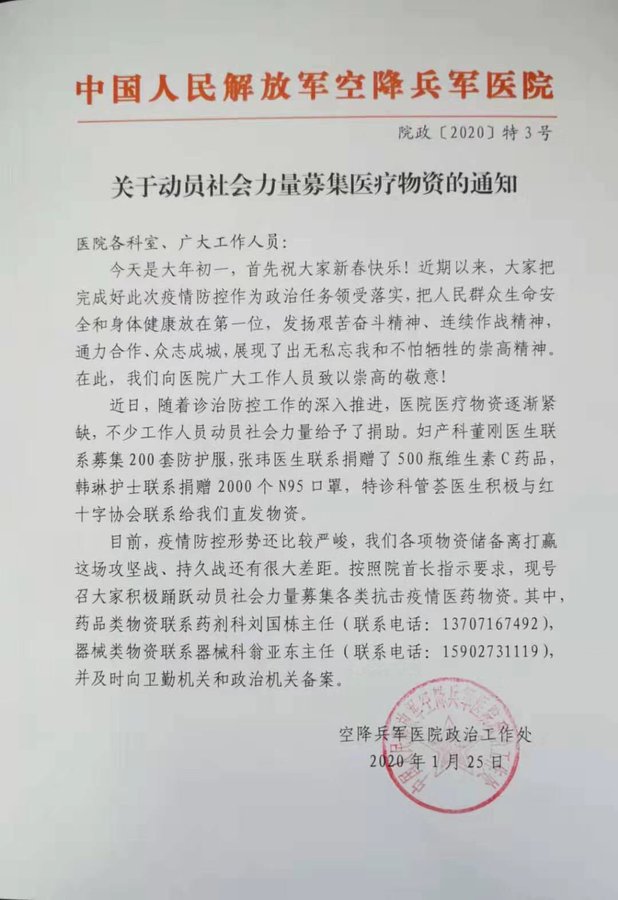 中国人民解放军空降兵军医院
院政〔2020〕特3号
关于动员社会力量募集医疗物资的通知
医院各科室、广大工作人员：
今天是大年初一，首先祝大家新春快乐！近期以来，大家把
完成好此次疫情防控作为政治任务领受落实，把人民群众生命安
全和身体健康放在第一位，发扬艰苦奋斗精神、连续作战精神，
通力合作、众志成城，展现了出无私忘我和不怕牺牲的崇高精神。
在此，我们向医院广大工作人员致以崇高的敬意！
近日，随着诊治防控工作的深入推进，医院医疗物资逐渐紧
缺，不少工作人员动员社会力量给予了捐助。妇产科董刚医生联
系募集200套防护服，张玮医生联系捐赠了500瓶维生素C药品，
韩琳护士联系捐赠2000个N95口罩，特诊科管荟医生积极与红
十字协会联系给我们直发物资。
目前，疫情防控形势还比较严峻，我们各项物资储备离打赢
这场攻坚战、持久战还有很大差距。按照院首长指示要求，现号
召大家积极踊跃动员社会力量募集各类抗击疫情医药物资。其中，
药品类物资联系药剂科刘国栋主任（联系电话：13707167492），
器械类物资联系器械科翁亚东主任（联系电话：15902731119），
并及时向卫勤机关和政治机关备案。
空降兵军医院政治工作处
2020年1月25日